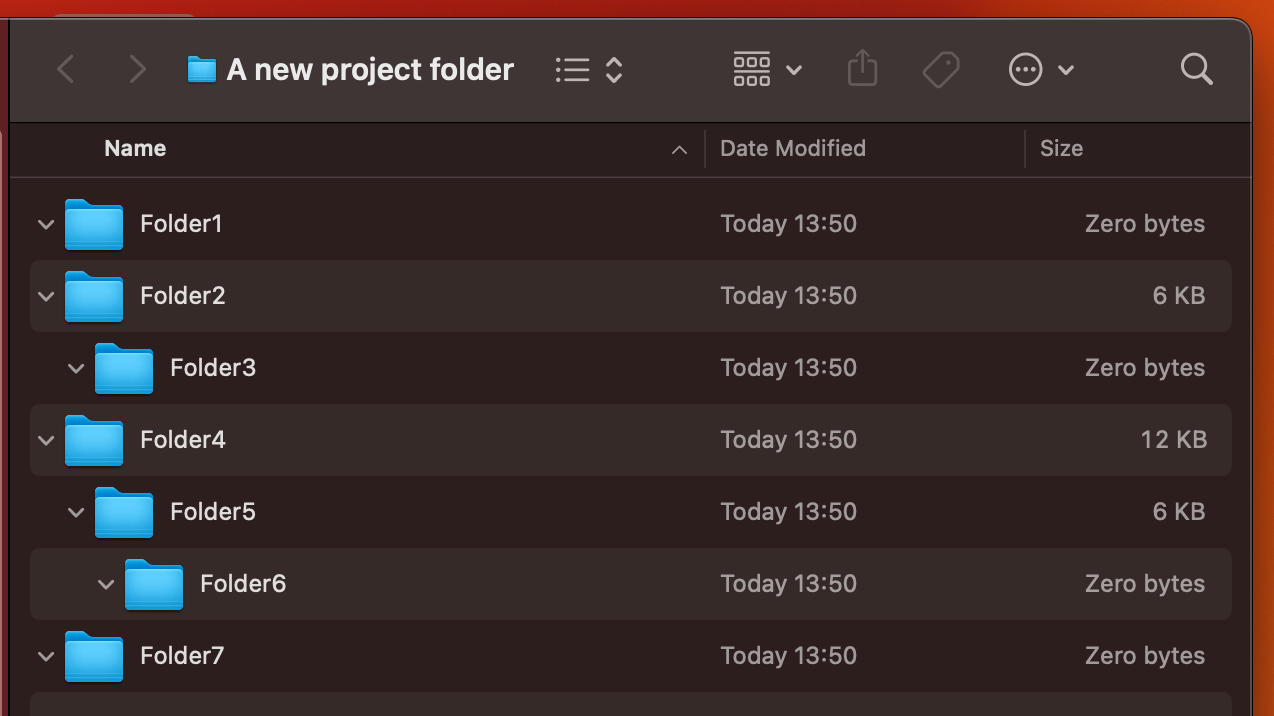 A new project folder
Name Date Modified Size
Folder1 Today 13:50 Zero bytes
Folder2 Today 13:50 6 KB
Folder3 Today 13:50 Zero bytes
Folder4 Today 13:50 12 KB
Folder5 Today 13:50 6 KB
Folder6 Today 13:50 Zero bytes
Folder7 Today 13:50 Zero bytes